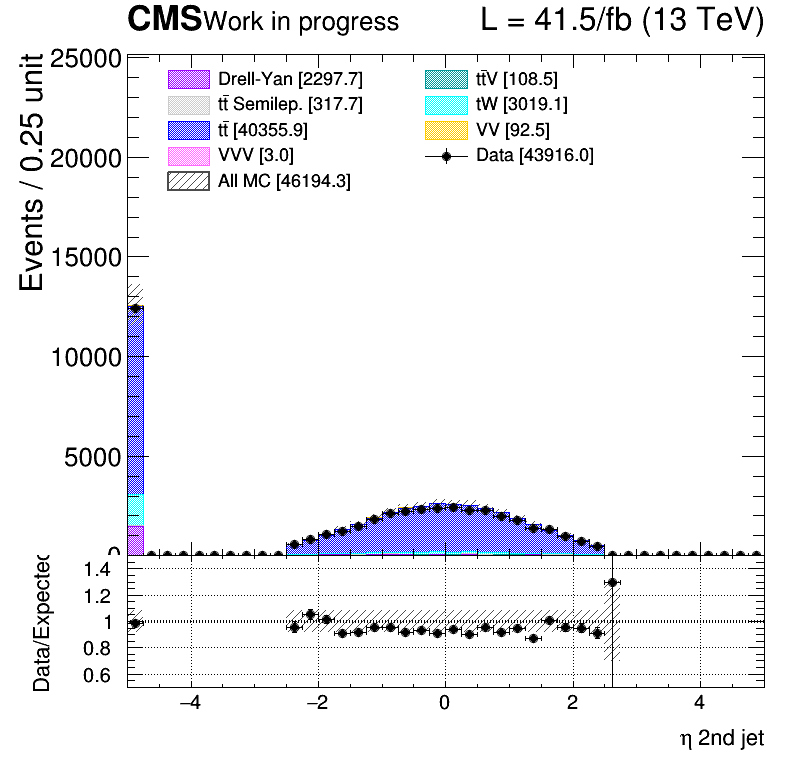 CMS Work in progress L = 41.5/fb (13 TeV)
Events / 0.25 unit
25000
20000
15000
10000
5000
0
Drell-Yan [2297.7]
tt̄ Semilep. [317.7]
tt̄ [40355.9]
VVV [3.0]
All MC [46194.3]
tt̄V [108.5]
tW [3019.1]
VV [92.5]
Data [43916.0]
Data/Expected
1.4
1.2
1
0.8
0.6
−4 −2 0 2 4
η 2nd jet